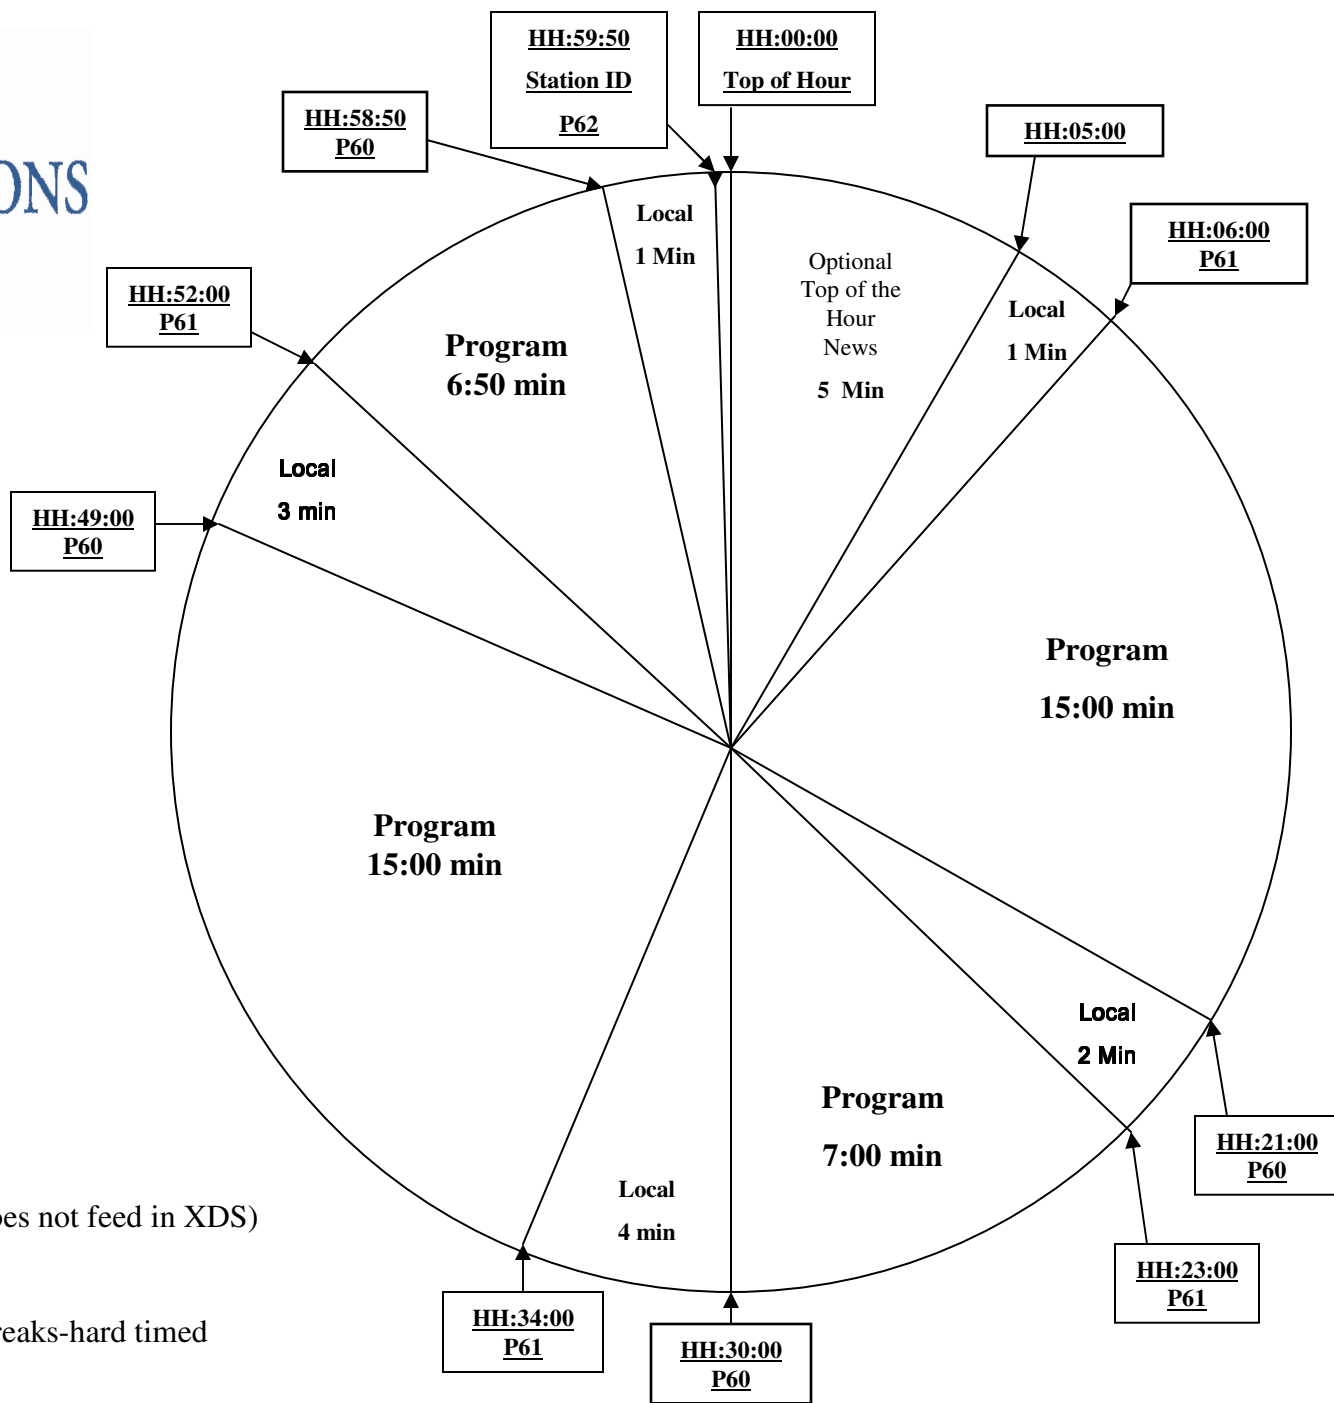 HH:59:50
Station ID
P62
HH:00:00
Top of Hour
HH:58:50
P60
HH:05:00
ONS
Local
1 Min
HH:06:00
P61
Optional
Top of the
Hour
News
5 Min
HH:52:00
P61
Local
1 Min
Program
6:50 min
Local
3 min
HH:49:00
P60
Program
15:00 min
Program
15:00 min
Local
2 Min
Program
7:00 min
HH:21:00
P60
Local
4 min
oes not feed in XDS)
HH:23:00
P61
HH:34:00
P61
reaks-hard timed
HH:30:00
P60